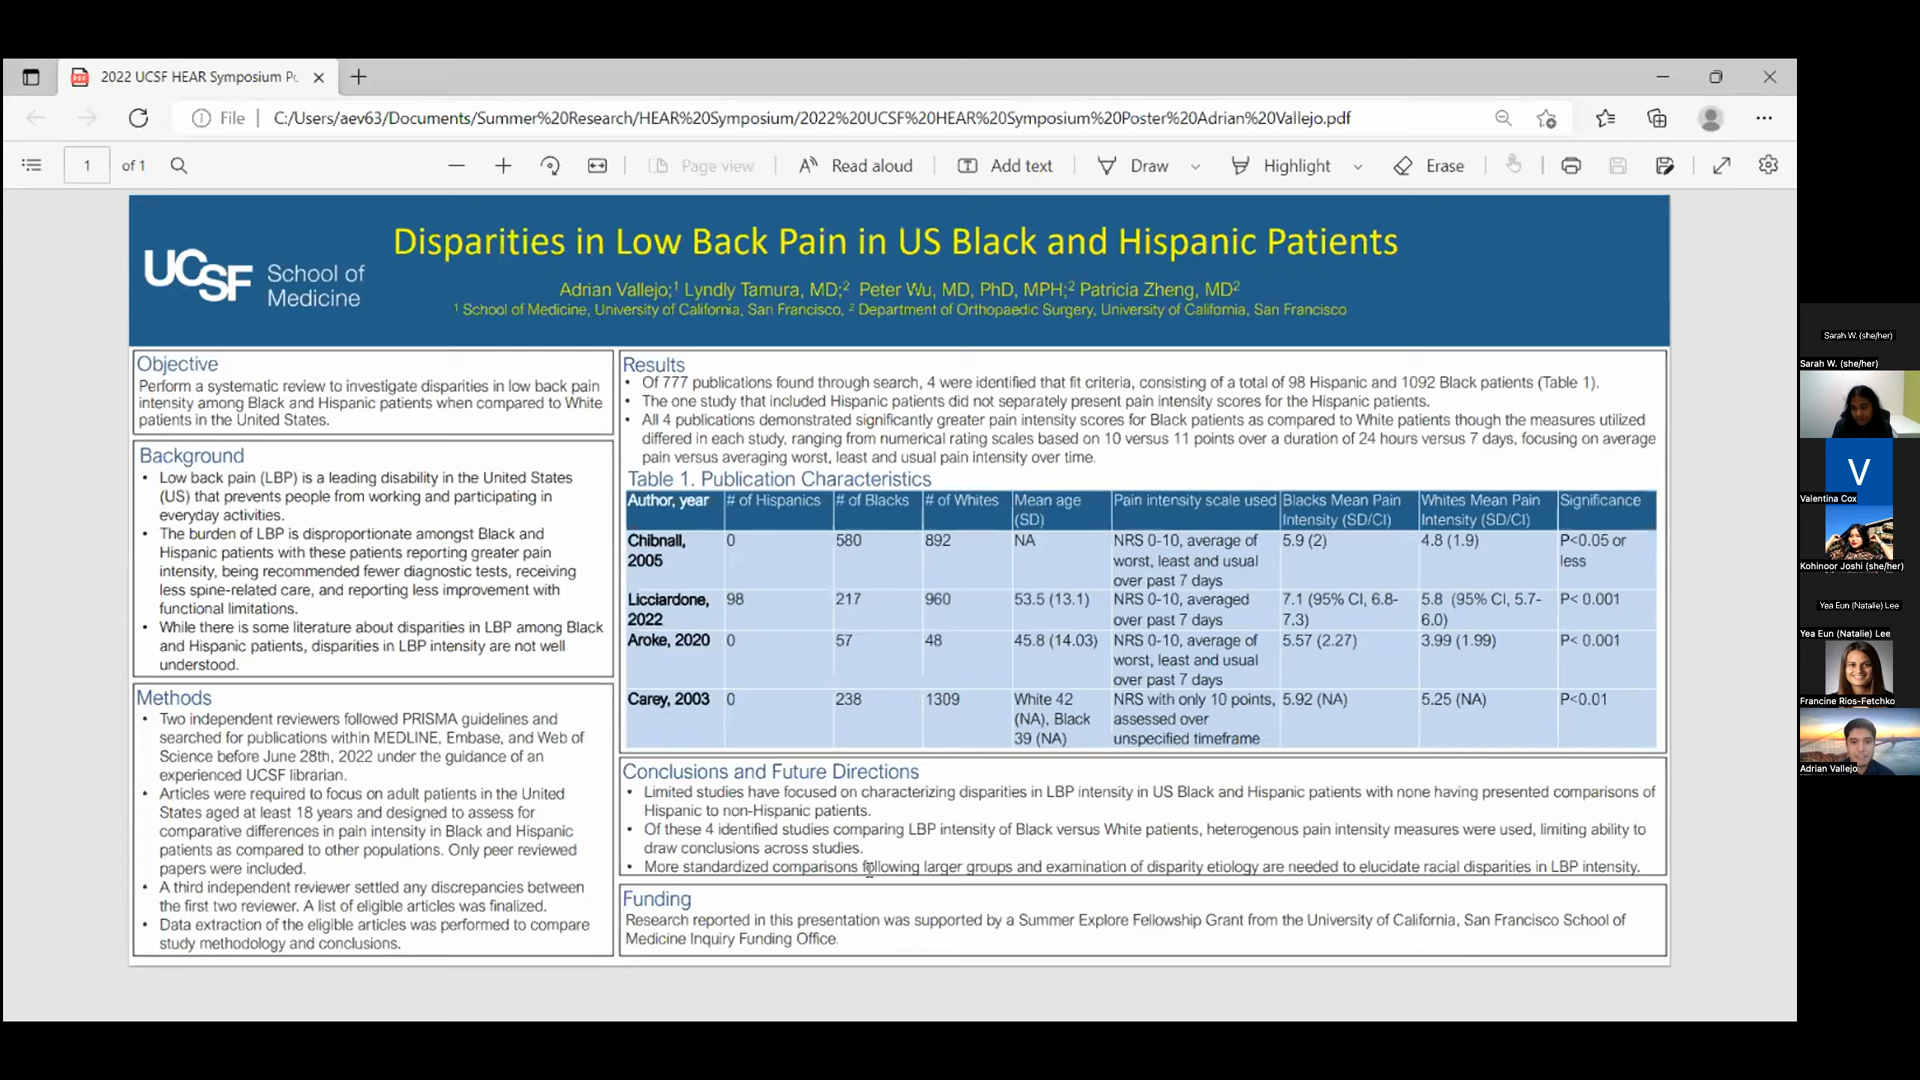 2022 UCSF HEAR Symposium Po
File
C:/Users/aev63/Documents/Summer%20Research/HEAR%20Symposium/2022%20UCSF%20HEAR%20Symposium%20Poster%20Adrian%20Vallejo.pdf
1 of 1
Page view
Read aloud
Add text
Draw
Highlight
Erase
UCSF School of Medicine
Disparities in Low Back Pain in US Black and Hispanic Patients
Adrian Vallejo;1 Lyndly Tamura, MD;2 Peter Wu, MD, PhD, MPH;2 Patricia Zheng, MD2
1 School of Medicine, University of California, San Francisco, 2 Department of Orthopaedic Surgery, University of California, San Francisco
Objective
Perform a systematic review to investigate disparities in low back pain
intensity among Black and Hispanic patients when compared to White
patients in the United States.
Background
• Low back pain (LBP) is a leading disability in the United States
(US) that prevents people from working and participating in
everyday activities.
• The burden of LBP is disproportionate amongst Black and
Hispanic patients with these patients reporting greater pain
intensity, being recommended fewer diagnostic tests, receiving
less spine-related care, and reporting less improvement with
functional limitations.
• While there is some literature about disparities in LBP among Black
and Hispanic patients, disparities in LBP intensity are not well
understood.
Methods
• Two independent reviewers followed PRISMA guidelines and
searched for publications within MEDLINE, Embase, and Web of
Science before June 28th, 2022 under the guidance of an
experienced UCSF librarian.
• Articles were required to focus on adult patients in the United
States aged at least 18 years and designed to assess for
comparative differences in pain intensity in Black and Hispanic
patients as compared to other populations. Only peer reviewed
papers were included.
• A third independent reviewer settled any discrepancies between
the first two reviewer. A list of eligible articles was finalized.
• Data extraction of the eligible articles was performed to compare
study methodology and conclusions.
Results
• Of 777 publications found through search, 4 were identified that fit criteria, consisting of a total of 98 Hispanic and 1092 Black patients (Table 1).
• The one study that included Hispanic patients did not separately present pain intensity scores for the Hispanic patients.
• All 4 publications demonstrated significantly greater pain intensity scores for Black patients as compared to White patients though the measures utilized
differed in each study, ranging from numerical rating scales based on 10 versus 11 points over a duration of 24 hours versus 7 days, focusing on average
pain versus averaging worst, least and usual pain intensity over time.
Table 1. Publication Characteristics
Author, year # of Hispanics # of Blacks # of Whites Mean age (SD) Pain intensity scale used Blacks Mean Pain Intensity (SD/CI) Whites Mean Pain Intensity (SD/CI) Significance
Chibnall, 2005 0 580 892 NA NRS 0-10, average of worst, least and usual over past 7 days 5.9 (2) 4.8 (1.9) P<0.05 or less
Licciardone, 2022 98 217 960 53.5 (13.1) NRS 0-10, averaged over past 7 days 7.1 (95% CI, 6.8-7.3) 5.8 (95% CI, 5.7-6.0) P< 0.001
Aroke, 2020 0 57 48 45.8 (14.03) NRS 0-10, average of worst, least and usual over past 7 days 5.57 (2.27) 3.99 (1.99) P< 0.001
Carey, 2003 0 238 1309 White 42 (NA), Black 39 (NA) NRS with only 10 points, assessed over unspecified timeframe 5.92 (NA) 5.25 (NA) P<0.01
Conclusions and Future Directions
• Limited studies have focused on characterizing disparities in LBP intensity in US Black and Hispanic patients with none having presented comparisons of
Hispanic to non-Hispanic patients.
• Of these 4 identified studies comparing LBP intensity of Black versus White patients, heterogenous pain intensity measures were used, limiting ability to
draw conclusions across studies.
• More standardized comparisons following larger groups and examination of disparity etiology are needed to elucidate racial disparities in LBP intensity.
Funding
Research reported in this presentation was supported by a Summer Explore Fellowship Grant from the University of California, San Francisco School of
Medicine Inquiry Funding Office.
Sarah W. (she/her)
Sarah W. (she/her)
V
Valentina Cox
Kohinoor Joshi (she/her)
Yea Eun (Natalie) Lee
Yea Eun (Natalie) Lee
Francine Rios-Fetchko
Adrian Vallejo